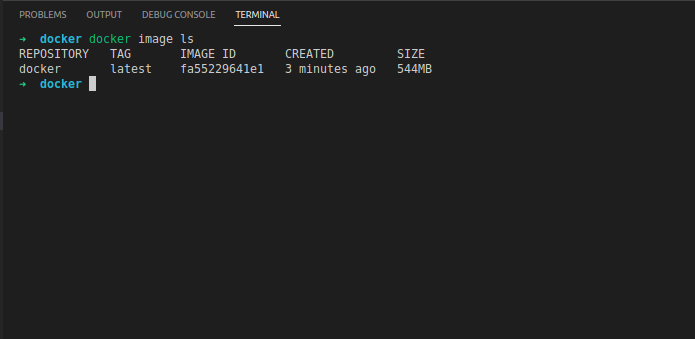 PROBLEMS OUTPUT DEBUG CONSOLE TERMINAL
➜ docker docker image ls
REPOSITORY TAG IMAGE ID CREATED SIZE
docker latest fa55229641e1 3 minutes ago 544MB
➜ docker